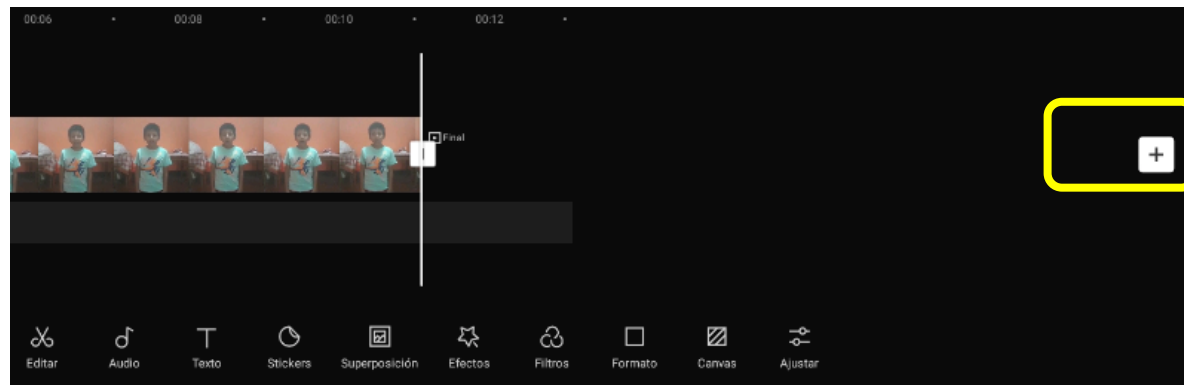 00:06 00:08 00:10 00:12
Final
Editar Audio Texto Stickers Superposición Efectos Filtros Formato Canvas Ajustar